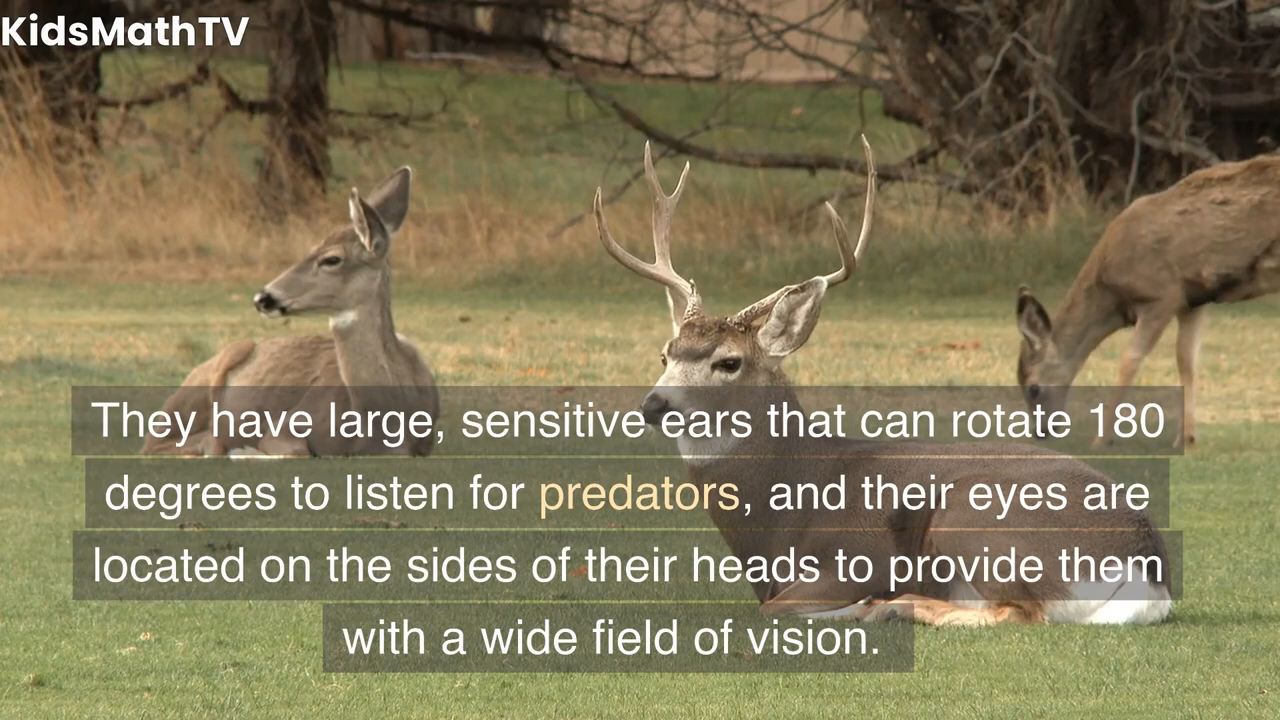 KidsMathTV
They have large, sensitive ears that can rotate 180
degrees to listen for predators, and their eyes are
located on the sides of their heads to provide them
with a wide field of vision.